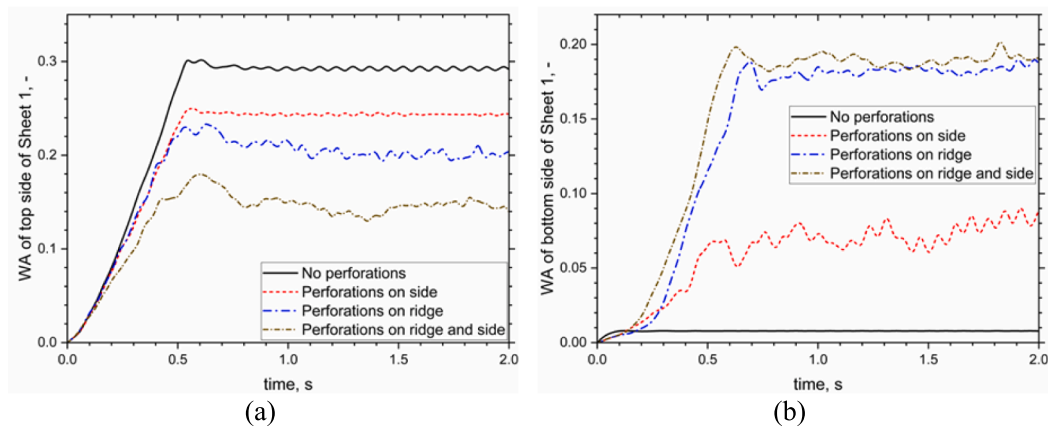 WA of top side of Sheet 1, -
0.3
0.2
0.1
0.0
No perforations
Perforations on side
Perforations on ridge
Perforations on ridge and side
0.0 0.5 1.0 1.5 2.0
time, s
(a)
WA of bottom side of Sheet 1, -
0.20
0.15
0.10
0.05
0.00
No perforations
Perforations on side
Perforations on ridge
Perforations on ridge and side
0.0 0.5 1.0 1.5 2.0
time, s
(b)